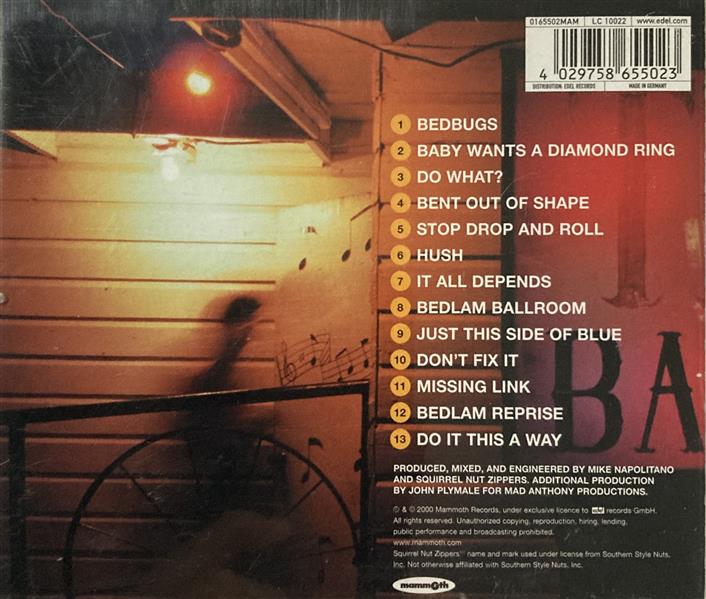 0165502MAM LC 10022 www.edel.com
4 029758 655023
DISTRIBUTION: EDEL RECORDS MADE IN GERMANY
1 BEDBUGS
2 BABY WANTS A DIAMOND RING
3 DO WHAT?
4 BENT OUT OF SHAPE
5 STOP DROP AND ROLL
6 HUSH
7 IT ALL DEPENDS
8 BEDLAM BALLROOM
9 JUST THIS SIDE OF BLUE
10 DON'T FIX IT
11 MISSING LINK
12 BEDLAM REPRISE
13 DO IT THIS A WAY
BA
PRODUCED, MIXED, AND ENGINEERED BY MIKE NAPOLITANO
AND SQUIRREL NUT ZIPPERS. ADDITIONAL PRODUCTION
BY JOHN PLYMALE FOR MAD ANTHONY PRODUCTIONS.
℗ & © 2000 Mammoth Records, under exclusive licence to edel records GmbH.
All rights reserved. Unauthorized copying, reproduction, hiring, lending,
public performance and broadcasting prohibited.
www.mammoth.com
Squirrel Nut Zippers™ name and mark used under license from Southern Style Nuts,
Inc. Not otherwise affiliated with Southern Style Nuts, Inc.
mammoth